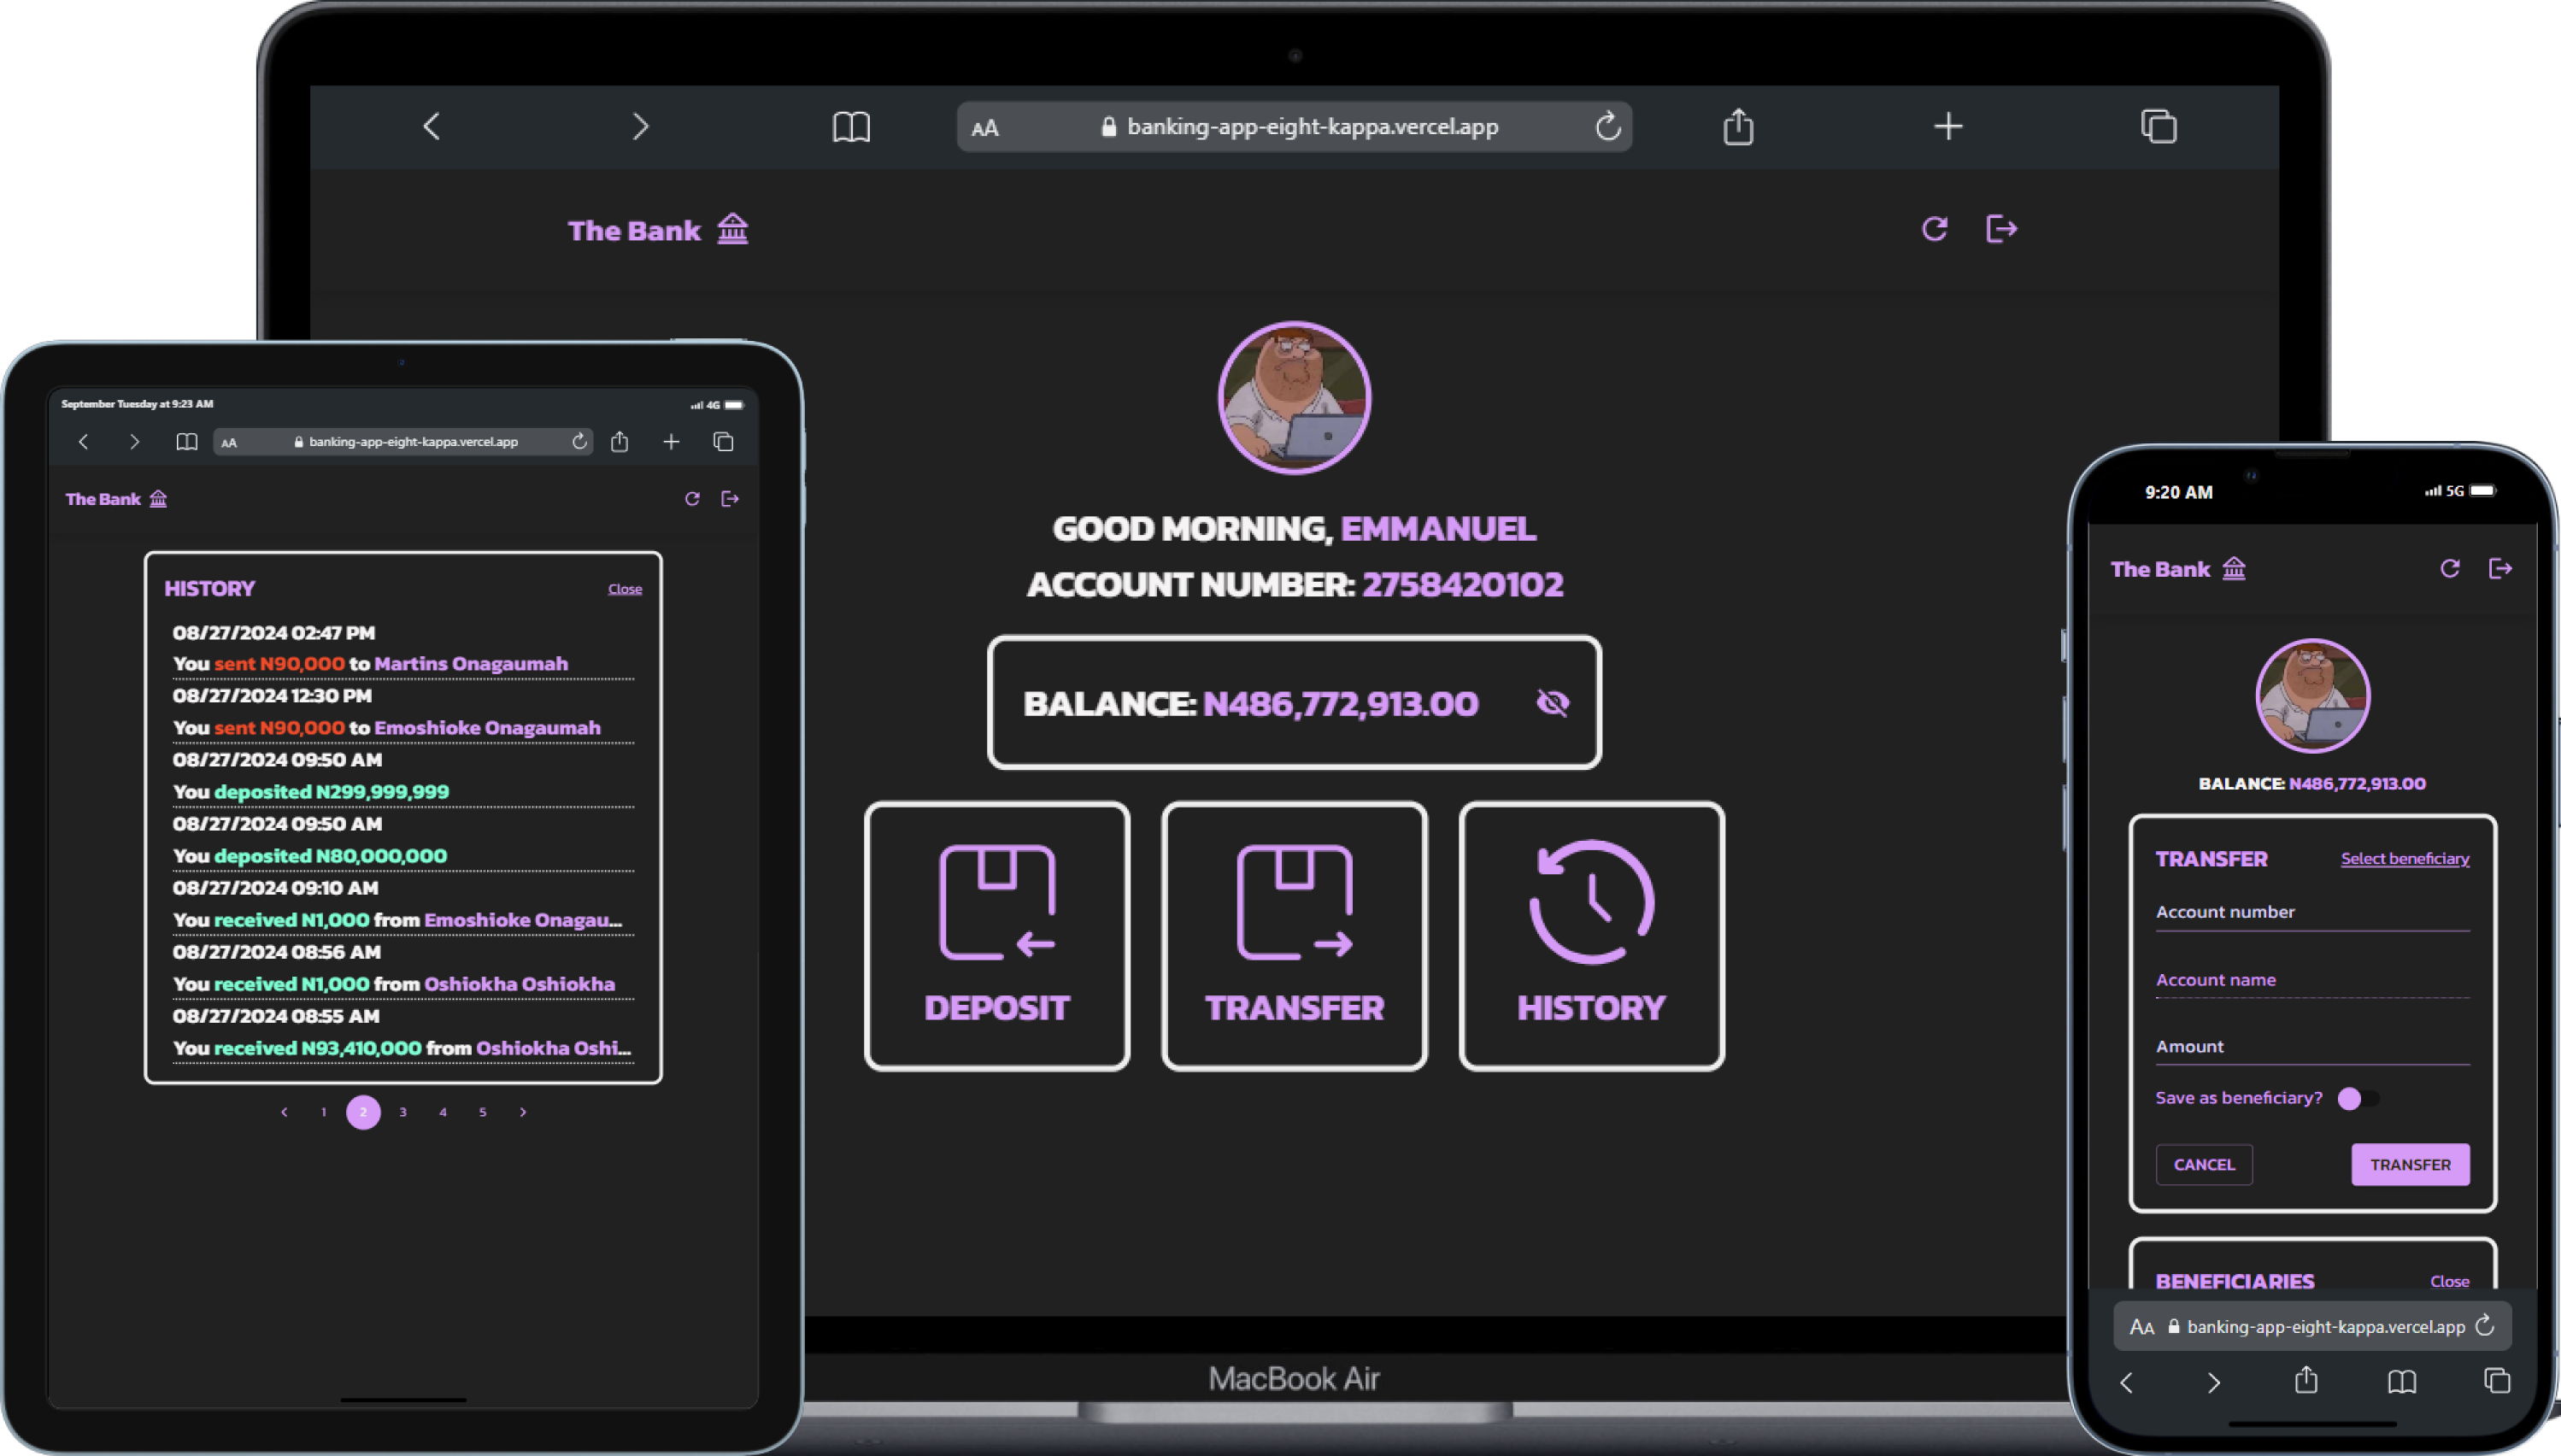 AA banking-app-eight-kappa.vercel.app
The Bank
GOOD MORNING, EMMANUEL
ACCOUNT NUMBER: 2758420102
BALANCE: N486,772,913.00
DEPOSIT
TRANSFER
HISTORY
MacBook Air
September Tuesday at 9:23 AM
4G
AA banking-app-eight-kappa.vercel.app
The Bank
HISTORY Close
08/27/2024 02:47 PM
You sent N90,000 to Martins Onagaumah
08/27/2024 12:30 PM
You sent N90,000 to Emoshioke Onagaumah
08/27/2024 09:50 AM
You deposited N299,999,999
08/27/2024 09:50 AM
You deposited N80,000,000
08/27/2024 09:10 AM
You received N1,000 from Emoshioke Onagau...
08/27/2024 08:56 AM
You received N1,000 from Oshiokha Oshiokha
08/27/2024 08:55 AM
You received N93,410,000 from Oshiokha Oshi...
1 2 3 4 5
9:20 AM 5G
The Bank
BALANCE: N486,772,913.00
TRANSFER Select beneficiary
Account number
Account name
Amount
Save as beneficiary?
CANCEL TRANSFER
BENEFICIARIES Close
AA banking-app-eight-kappa.vercel.app